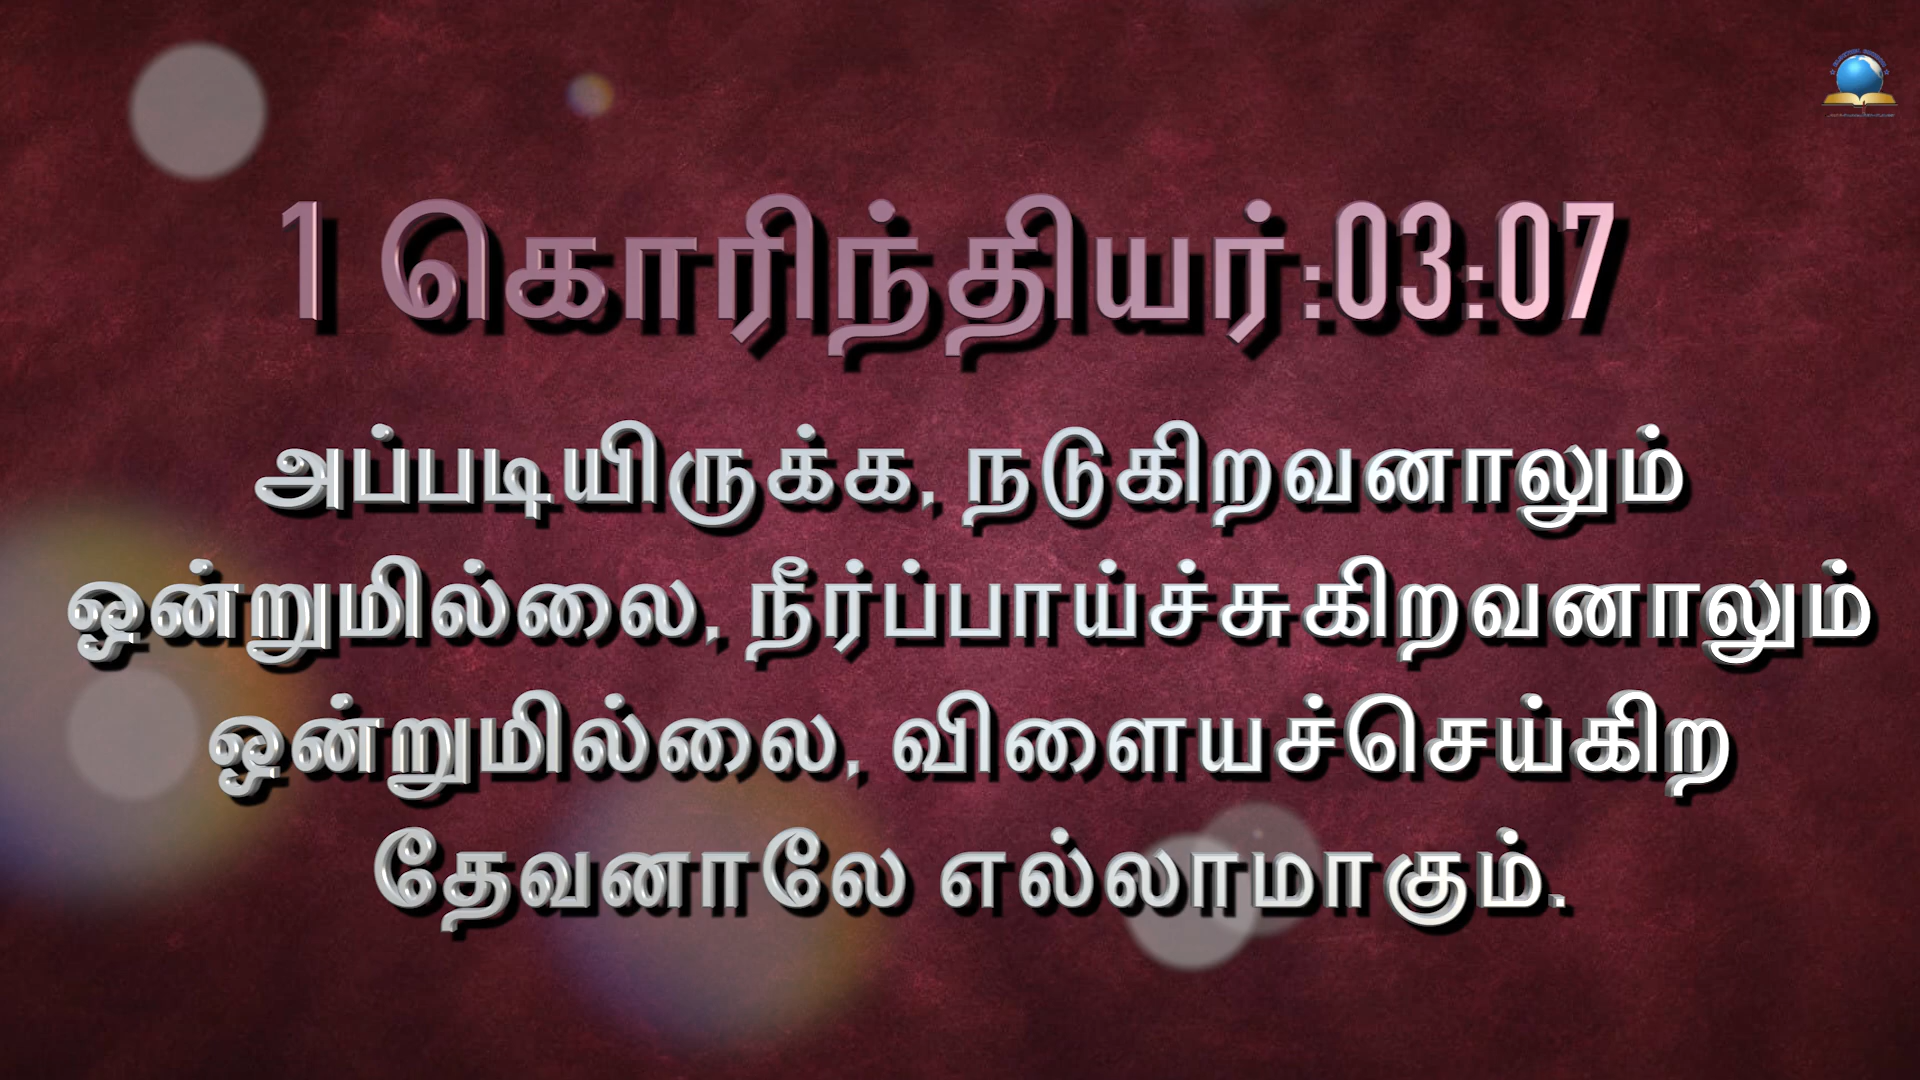 1 கொரிந்தியர்:03:07
அப்படியிருக்க, நடுகிறவனாலும்
ஒன்றுமில்லை, நீர்ப்பாய்ச்சுகிறவனாலும்
ஒன்றுமில்லை, விளையச்செய்கிற
தேவனாலே எல்லாமாகும்.